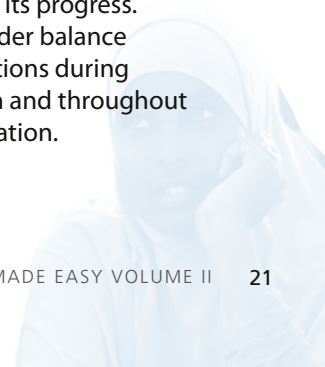 its progress.
der balance
tions during
and throughout
ation.
MADE EASY VOLUME II 21